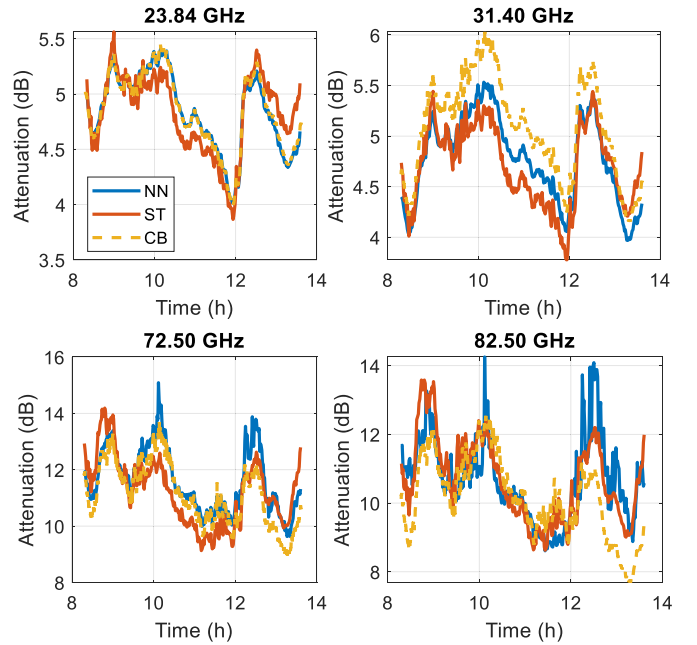 23.84 GHz
31.40 GHz
Attenuation (dB)
5.5
5
4.5
4
3.5
NN
ST
CB
8
10
12
14
Time (h)
Attenuation (dB)
6
5.5
5
4.5
4
8
10
12
14
Time (h)
72.50 GHz
82.50 GHz
Attenuation (dB)
16
14
12
10
8
8
10
12
14
Time (h)
Attenuation (dB)
14
12
10
8
8
10
12
14
Time (h)